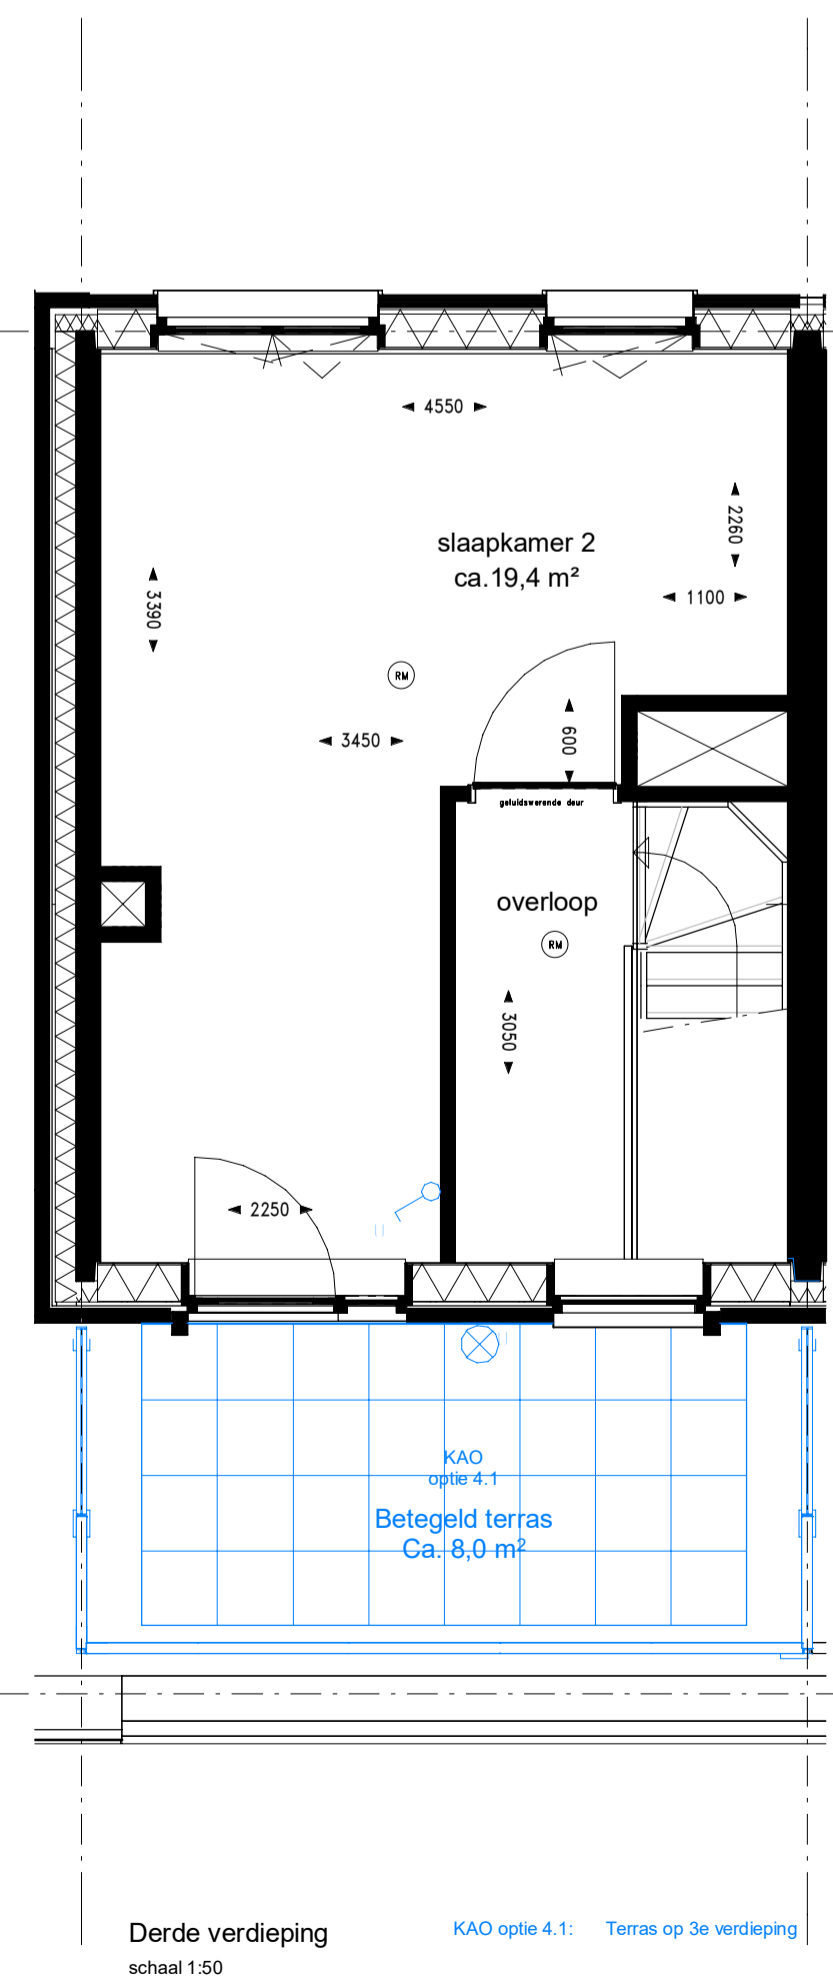 4550
2260
slaapkamer 2
ca.19,4 m²
1100
3390
RM
3450
600
geluidswerende deur
overloop
RM
3050
2250
KAO
optie 4.1
Betegeld terras
Ca. 8,0 m²
Derde verdieping
schaal 1:50
KAO optie 4.1: Terras op 3e verdieping